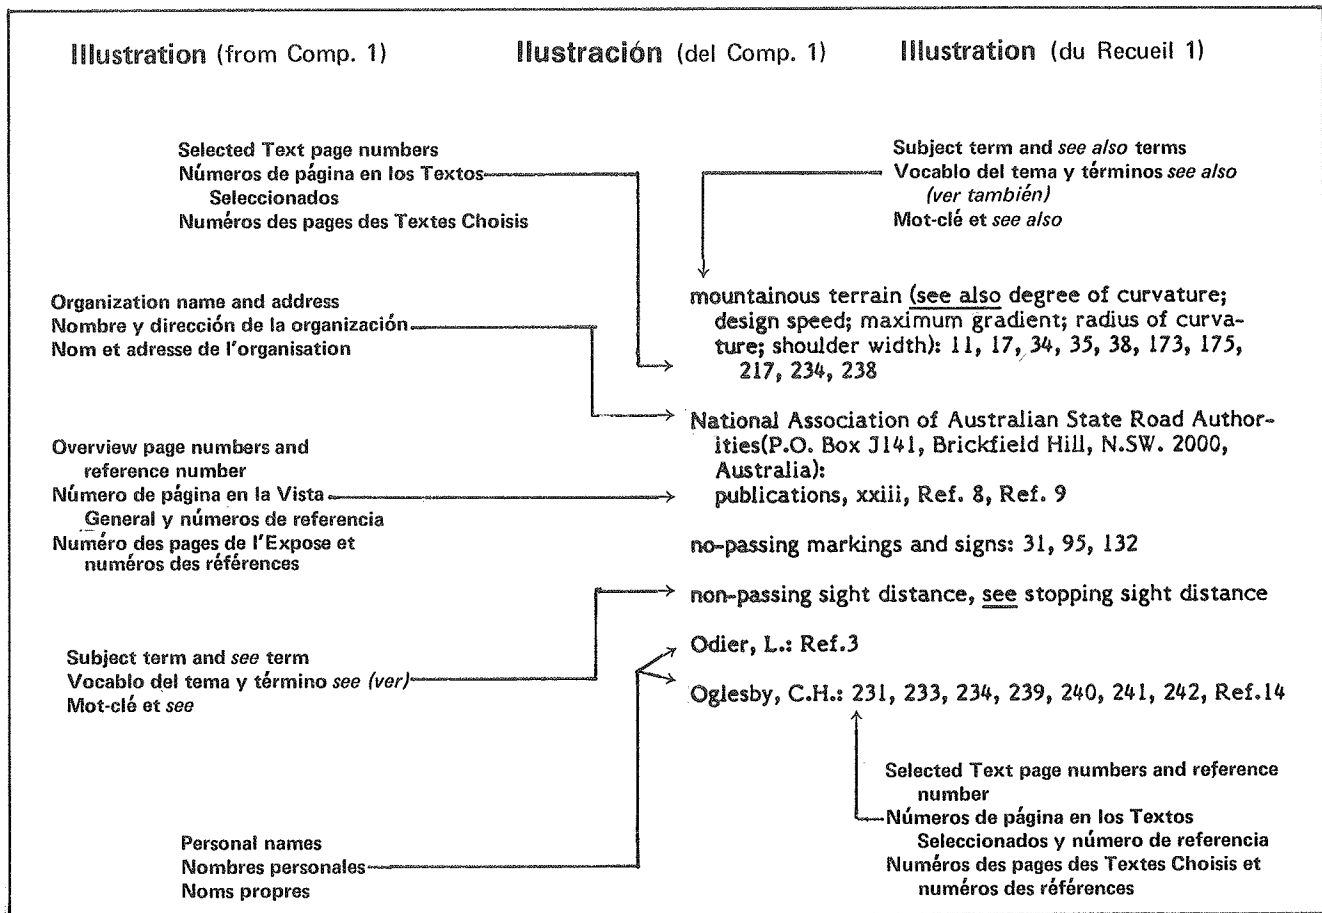 Illustration (from Comp. 1)
Ilustración (del Comp. 1)
Illustration (du Recueil 1)
Selected Text page numbers
Números de página en los Textos
Seleccionados
Numéros des pages des Textes Choisis
Subject term and see also terms
Vocablo del tema y términos see also
(ver también)
Mot-clé et see also
Organization name and address
Nombre y dirección de la organización
Nom et adresse de l'organisation
Overview page numbers and
reference number
Número de página en la Vista
General y números de referencia
Numéro des pages de l'Expose et
numéros des références
Subject term and see term
Vocablo del tema y término see (ver)
Mot-clé et see
Personal names
Nombres personales
Noms propres
mountainous terrain (see also degree of curvature;
design speed; maximum gradient; radius of curva-
ture; shoulder width): 11, 17, 34, 35, 38, 173, 175,
217, 234, 238
National Association of Australian State Road Author-
ities(P.O. Box J141, Brickfield Hill, N.SW. 2000,
Australia):
publications, xxiii, Ref. 8, Ref. 9
no-passing markings and signs: 31, 95, 132
non-passing sight distance, see stopping sight distance
Odier, L.: Ref.3
Oglesby, C.H.: 231, 233, 234, 239, 240, 241, 242, Ref.14
Selected Text page numbers and reference
number
Números de página en los Textos
Seleccionados y número de referencia
Numéros des pages des Textes Choisis et
numéros des références